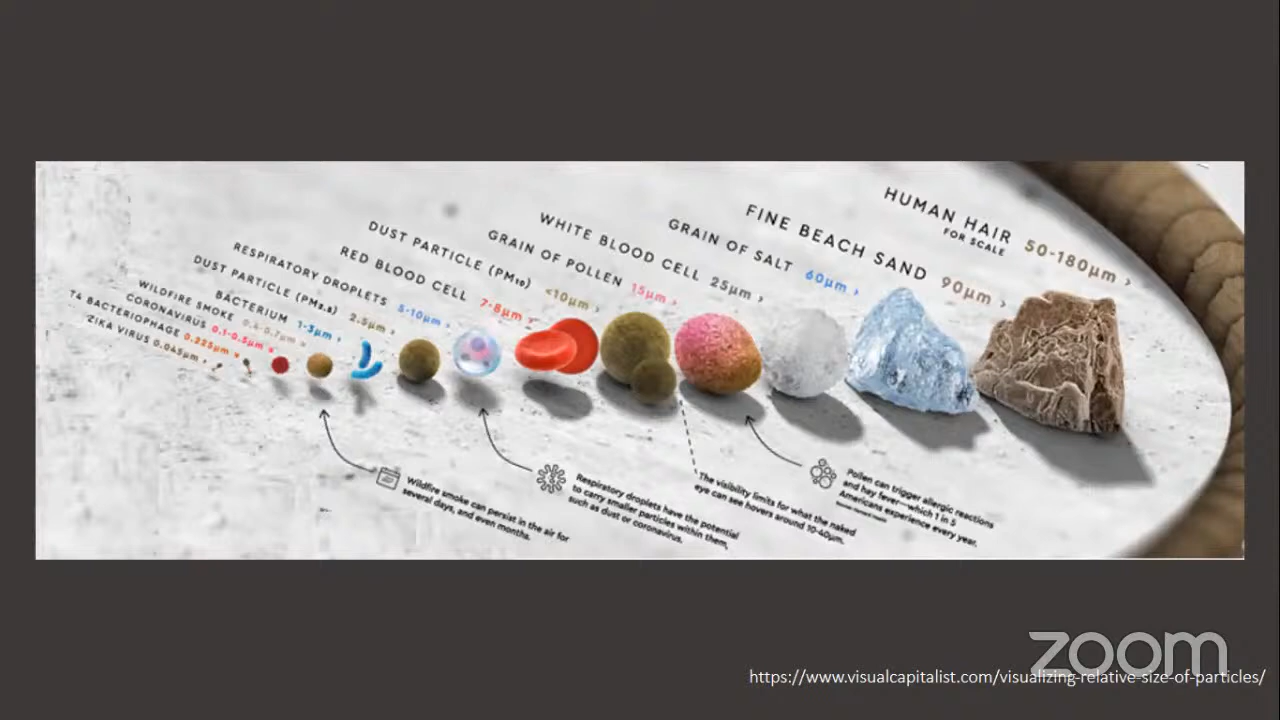 HUMAN HAIR 50-180µm ›
FOR SCALE
FINE BEACH SAND 90µm ›
GRAIN OF SALT 60µm ›
WHITE BLOOD CELL 25µm ›
GRAIN OF POLLEN 15µm ›
DUST PARTICLE (PM₁₀) <10µm ›
RED BLOOD CELL 7-8µm ›
RESPIRATORY DROPLETS 5-10µm ›
DUST PARTICLE (PM₂.₅) 2.5µm ›
BACTERIUM 1-3µm ›
WILDFIRE SMOKE 0.4-0.7µm
CORONAVIRUS 0.1-0.5µm
T4 BACTERIOPHAGE 0.225µm
ZIKA VIRUS 0.045µm ›
Wildfire smoke can persist in the air for
several days, and even months.
Respiratory droplets have the potential
to carry smaller particles within them,
such as dust or coronavirus.
The visibility limits for what the naked
eye can see hovers around 10-40µm.
Pollen can trigger allergic reactions
and hay fever—which 1 in 5
Americans experience every year.
zoom
https://www.visualcapitalist.com/visualizing-relative-size-of-particles/